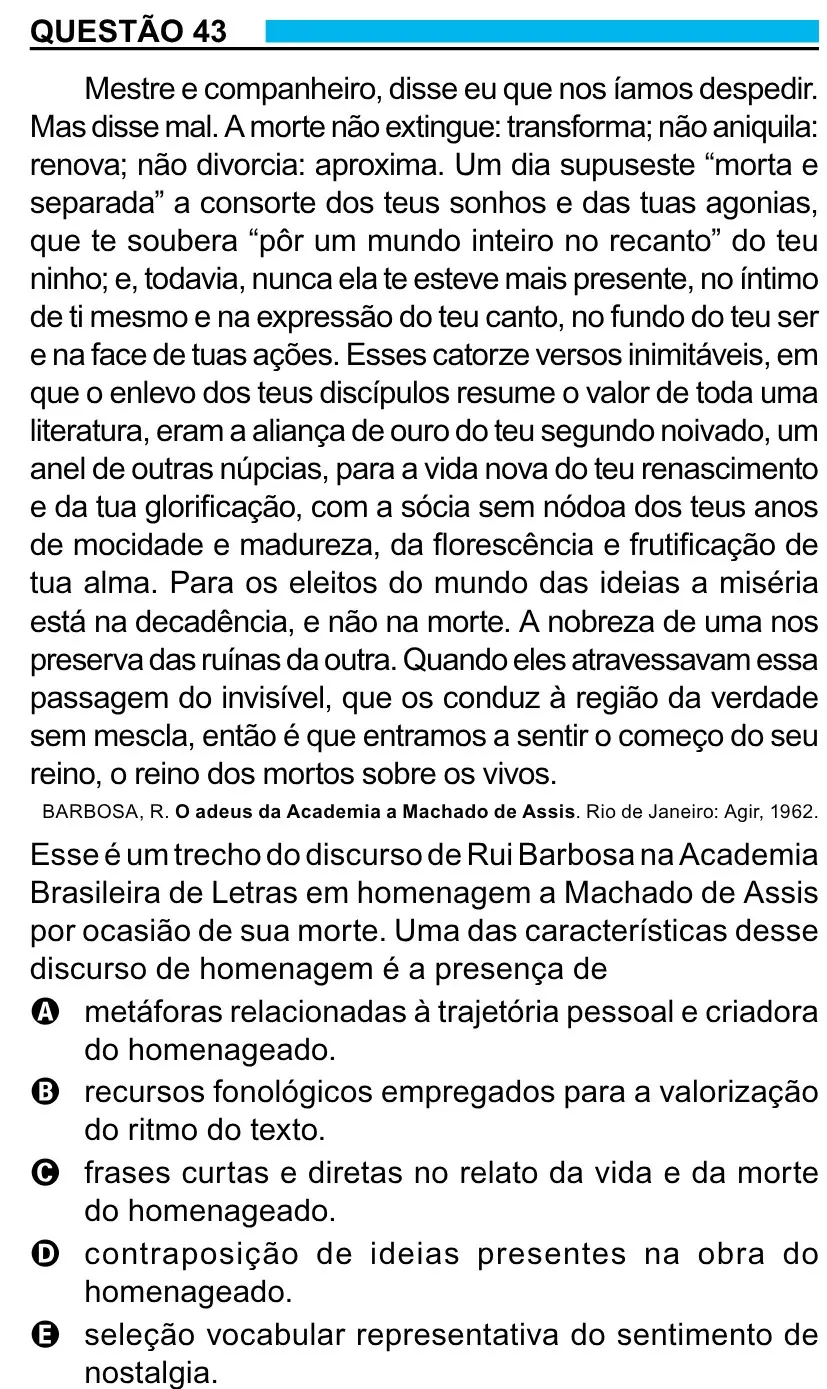 QUESTÃO 43
Mestre e companheiro, disse eu que nos íamos despedir.
Mas disse mal. A morte não extingue: transforma; não aniquila:
renova; não divorcia: aproxima. Um dia supuseste “morta e
separada” a consorte dos teus sonhos e das tuas agonias,
que te soubera “pôr um mundo inteiro no recanto” do teu
ninho; e, todavia, nunca ela te esteve mais presente, no íntimo
de ti mesmo e na expressão do teu canto, no fundo do teu ser
e na face de tuas ações. Esses catorze versos inimitáveis, em
que o enlevo dos teus discípulos resume o valor de toda uma
literatura, eram a aliança de ouro do teu segundo noivado, um
anel de outras núpcias, para a vida nova do teu renascimento
e da tua glorificação, com a sócia sem nódoa dos teus anos
de mocidade e madureza, da florescência e frutificação de
tua alma. Para os eleitos do mundo das ideias a miséria
está na decadência, e não na morte. A nobreza de uma nos
preserva das ruínas da outra. Quando eles atravessavam essa
passagem do invisível, que os conduz à região da verdade
sem mescla, então é que entramos a sentir o começo do seu
reino, o reino dos mortos sobre os vivos.
BARBOSA, R. O adeus da Academia a Machado de Assis. Rio de Janeiro: Agir, 1962.
Esse é um trecho do discurso de Rui Barbosa na Academia
Brasileira de Letras em homenagem a Machado de Assis
por ocasião de sua morte. Uma das características desse
discurso de homenagem é a presença de
A metáforas relacionadas à trajetória pessoal e criadora
do homenageado.
B recursos fonológicos empregados para a valorização
do ritmo do texto.
C frases curtas e diretas no relato da vida e da morte
do homenageado.
D contraposição de ideias presentes na obra do
homenageado.
E seleção vocabular representativa do sentimento de
nostalgia.